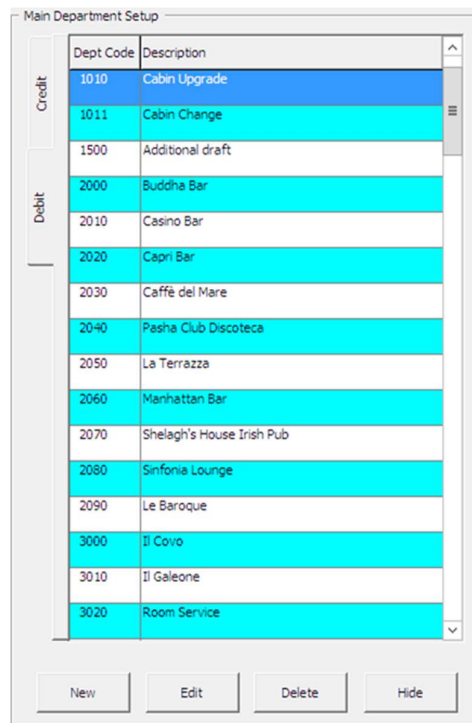 Main Department Setup
Credit
Debit
Dept Code Description
1010 Cabin Upgrade
1011 Cabin Change
1500 Additional draft
2000 Buddha Bar
2010 Casino Bar
2020 Capri Bar
2030 Caffè del Mare
2040 Pasha Club Discoteca
2050 La Terrazza
2060 Manhattan Bar
2070 Shelagh's House Irish Pub
2080 Sinfonia Lounge
2090 Le Baroque
3000 Il Covo
3010 Il Galeone
3020 Room Service
New Edit Delete Hide